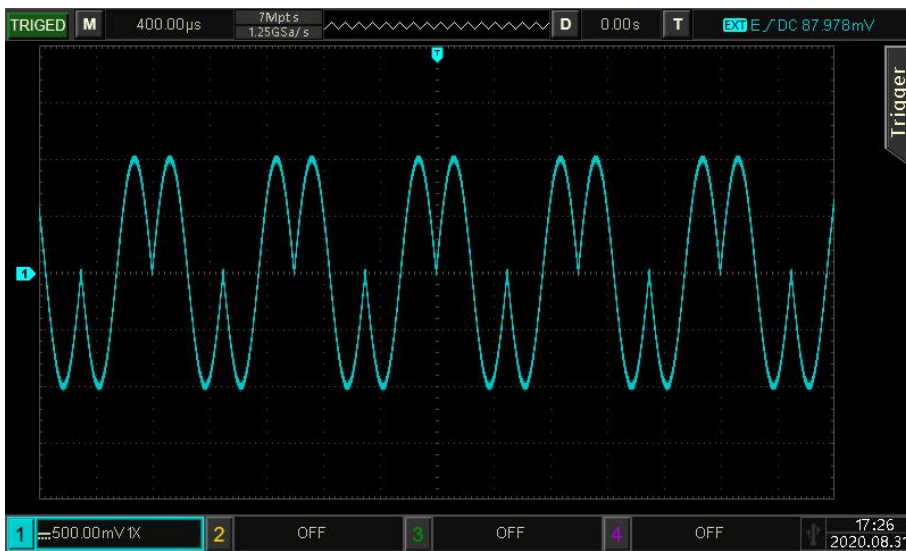 TRIGED M 400.00µs 7Mpts D 0.00s T EXT E DC 87.978mV
1.25GSa/s
T
Trigger
1
1 500.00mV 1X 2 OFF 3 OFF 4 OFF 17:26
2020.08.31